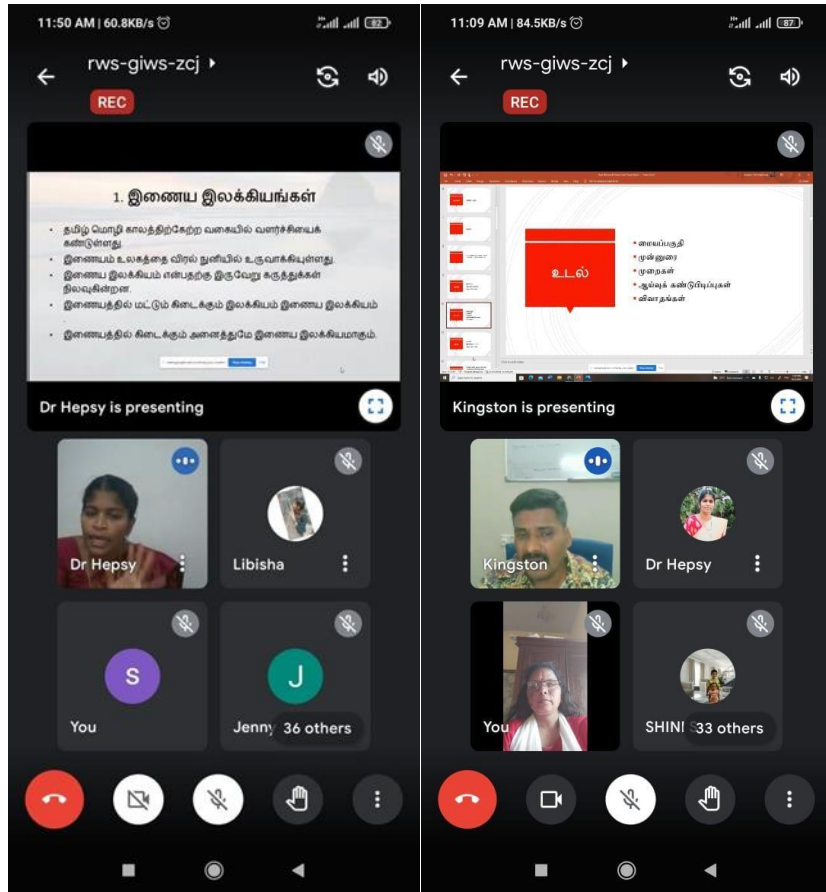 11:50 AM | 60.8KB/s
82
rws-giws-zcj
REC
1. இணைய இலக்கியங்கள்
• தமிழ் மொழி காலத்திற்கேற்ற வகையில் வளர்ச்சியைக்
கண்டுள்ளது.
• இணையம் உலகத்தை விரல் நுனியில் உருவாக்கியுள்ளது.
• இணைய இலக்கியம் என்பதற்கு இருவேறு கருத்துக்கள்
நிலவுகின்றன.
• இணையத்தில் மட்டும் கிடைக்கும் இலக்கியம் இணைய இலக்கியம்
.
• இணையத்தில் கிடைக்கும் அனைத்துமே இணைய இலக்கியமாகும்.
Dr Hepsy is presenting
Dr Hepsy
Libisha
S
You
J
Jenny
36 others
11:09 AM | 84.5KB/s
87
rws-giws-zcj
REC
உடல்
மையப்பகுதி
முன்னுரை
முறைகள்
ஆய்வுக் கண்டுபிடிப்புகள்
விவாதங்கள்
Kingston is presenting
Kingston
Dr Hepsy
You
SHINI S
33 others